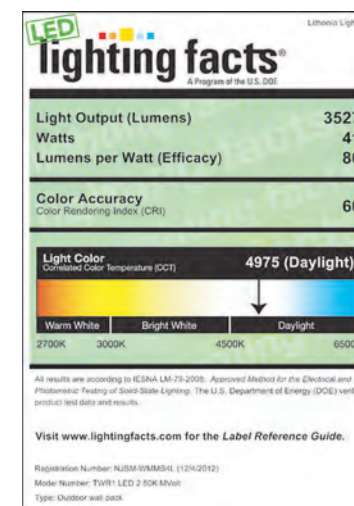 LED
lighting facts®
A Program of the U.S. DOE
Light Output (Lumens) 3527
Watts
Lumens per Watt (Efficacy)
Color Accuracy
Color Rendering Index (CRI)
Light Color
Correlated Color Temperature (CCT)
4975 (Daylight)
Warm White Bright White Daylight
2700K 3000K 4500K 6500
All results are according to IESNA LM-79-2008: Approved Method for the Electrical and
Photometric Testing of Solid-State Lighting. The U.S. Department of Energy (DOE)
product test data and results.
Visit www.lightingfacts.com for the Label Reference Guide.
Registration Number: NJSM-WMMS4L (12/4/2012)
Model Number: TWR1 LED 2 50K MVolt
Type: Outdoor wall pack